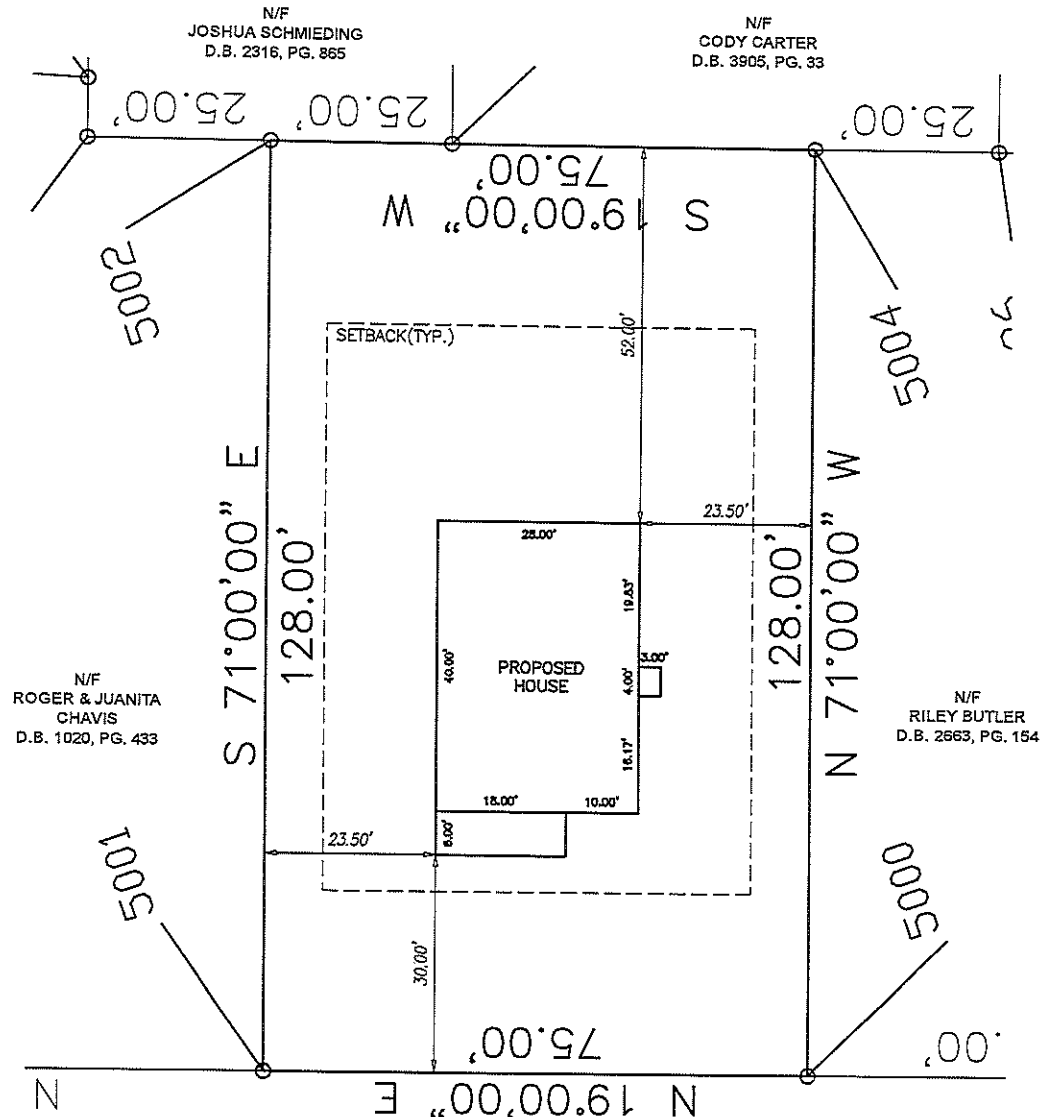 N/F
JOSHUA SCHMIEDING
D.B. 2316, PG. 865
N/F
CODY CARTER
D.B. 3905, PG. 33
25.00'
25.00'
25.00'
75.00'
S 19°00'00" W
5002
5004
SETBACK(TYP.)
52.00'
S 71°00'00" E
128.00'
23.50'
N 71°00'00" W
128.00'
28.00'
19.83'
40.00'
PROPOSED
HOUSE
3.00'
4.00'
16.17'
N/F
ROGER & JUANITA
CHAVIS
D.B. 1020, PG. 433
N/F
RILEY BUTLER
D.B. 2663, PG. 154
18.00'
10.00'
6.00'
23.50'
5001
5000
30.00'
75.00'
.00'
N
N 19°00'00" E